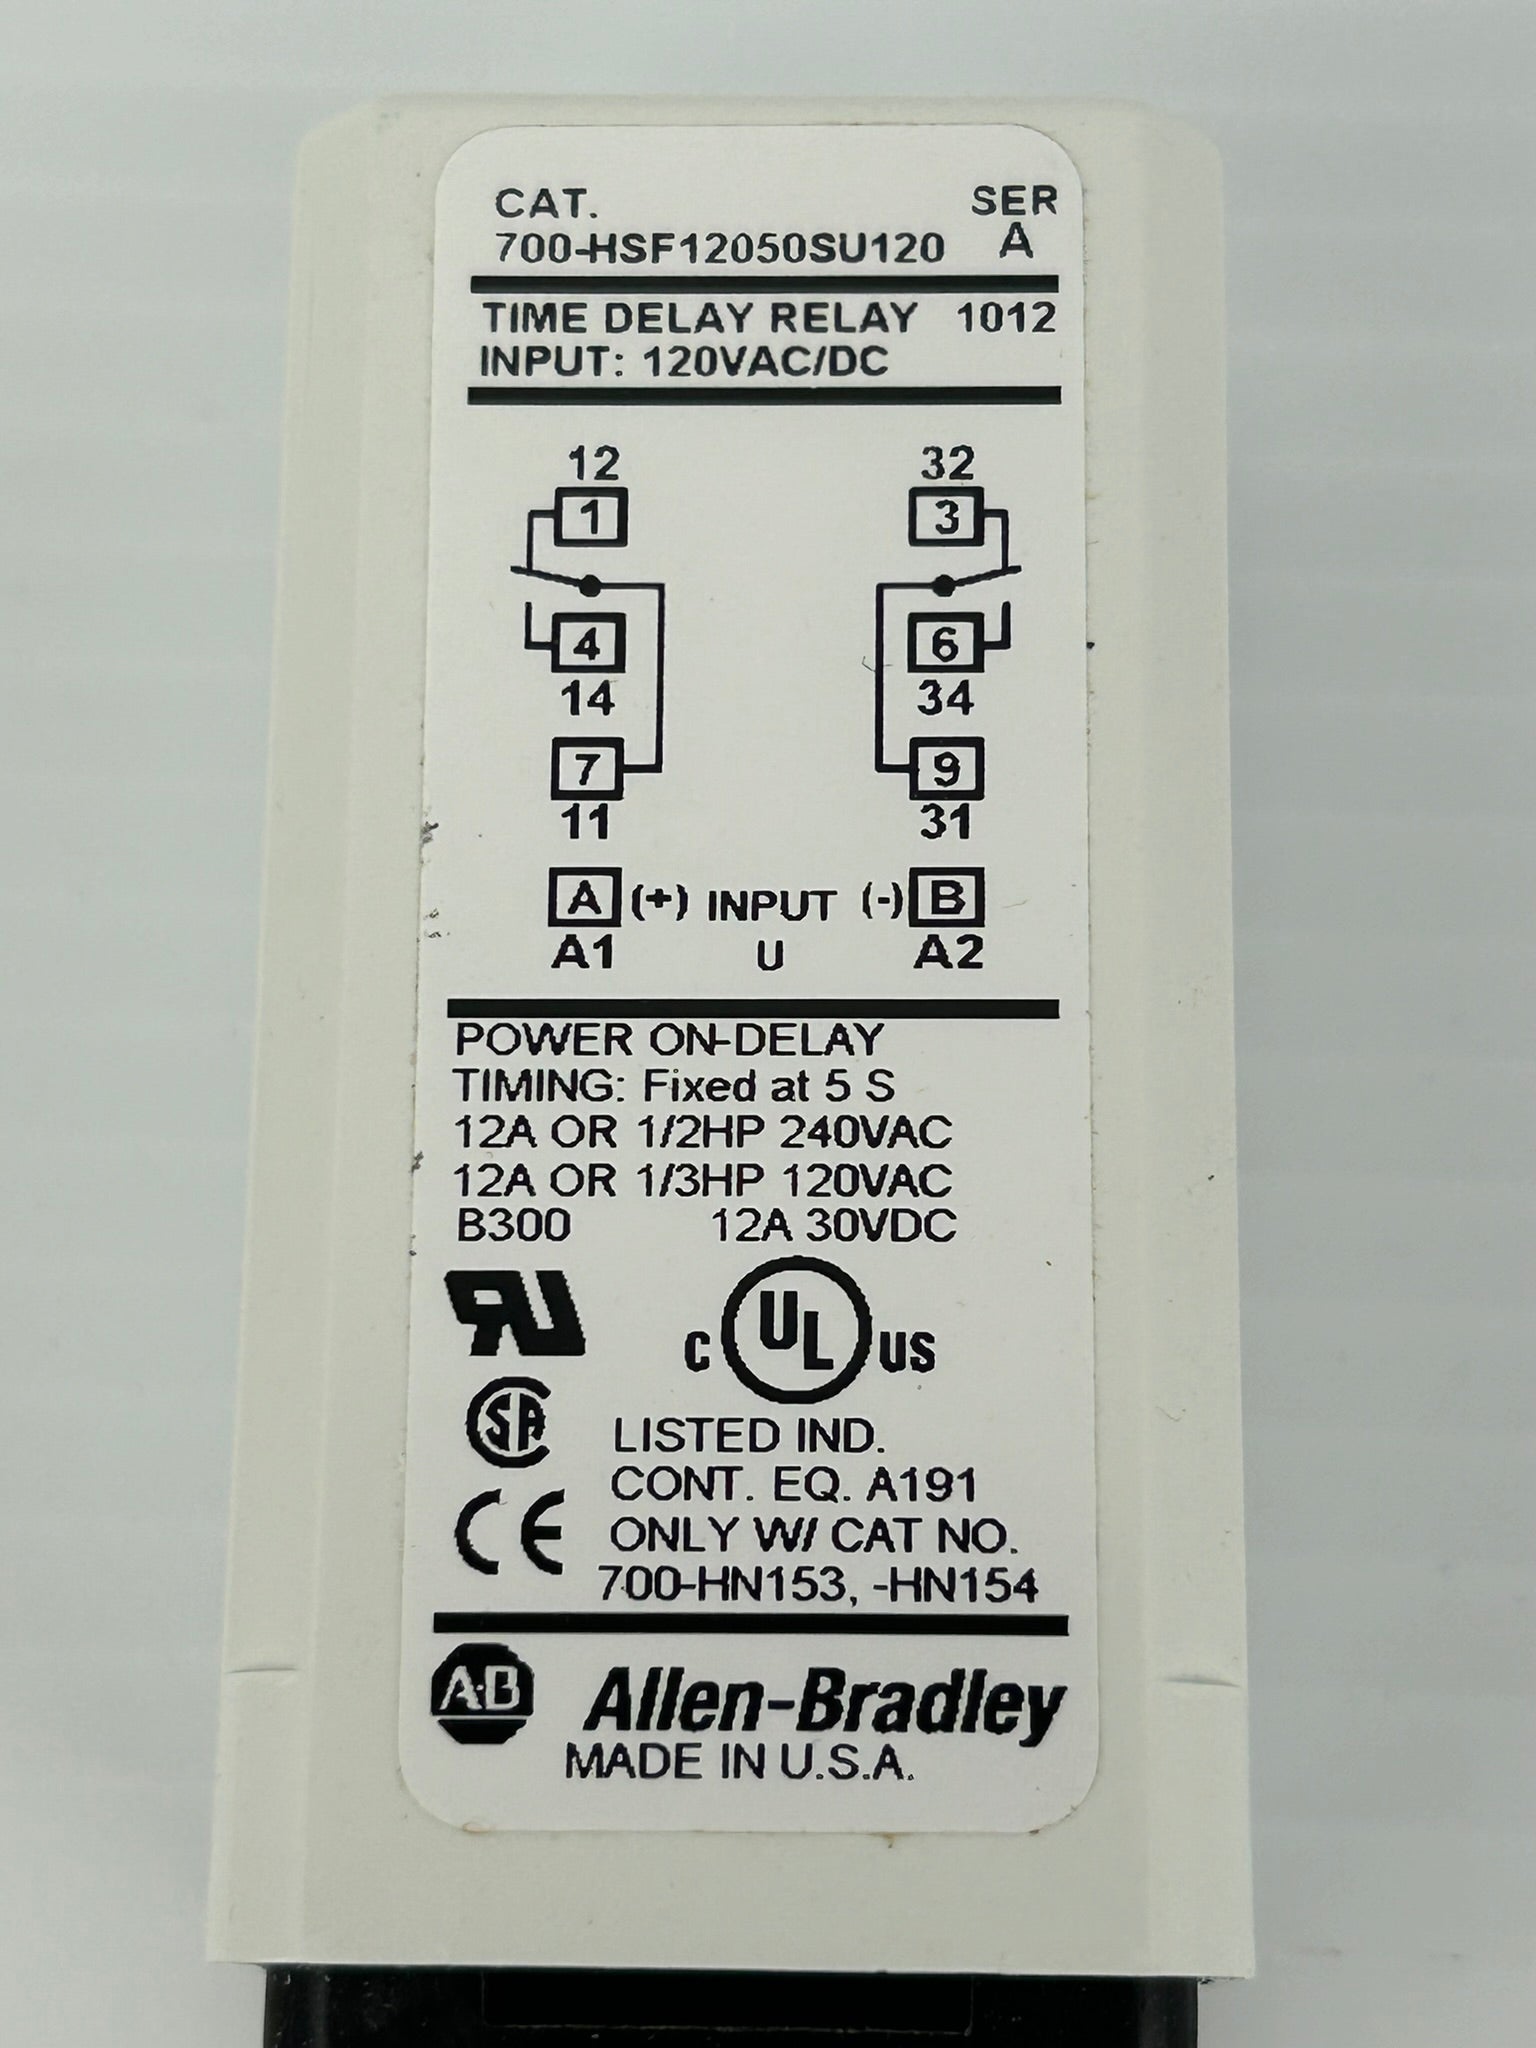 CAT. SER
700-HSF12050SU120 A
TIME DELAY RELAY 1012
INPUT: 120VAC/DC
12 32
1 3
4 6
14 34
7 9
11 31
A (+) INPUT (-) B
A1 U A2
POWER ON-DELAY
TIMING: Fixed at 5 S
12A OR 1/2HP 240VAC
12A OR 1/3HP 120VAC
B300 12A 30VDC
RU
C UL US
SA
LISTED IND.
CONT. EQ. A191
CE ONLY W/ CAT NO.
700-HN153, -HN154
A-B Allen-Bradley
MADE IN U.S.A.